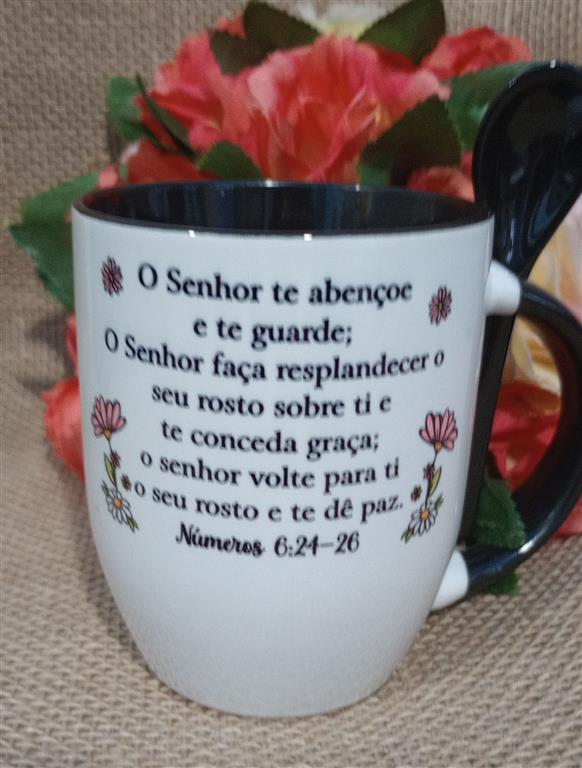 O Senhor te abençoe
e te guarde;
O Senhor faça resplandecer o
seu rosto sobre ti e
te conceda graça;
o senhor volte para ti
o seu rosto e te dê paz.
Números 6:24-26